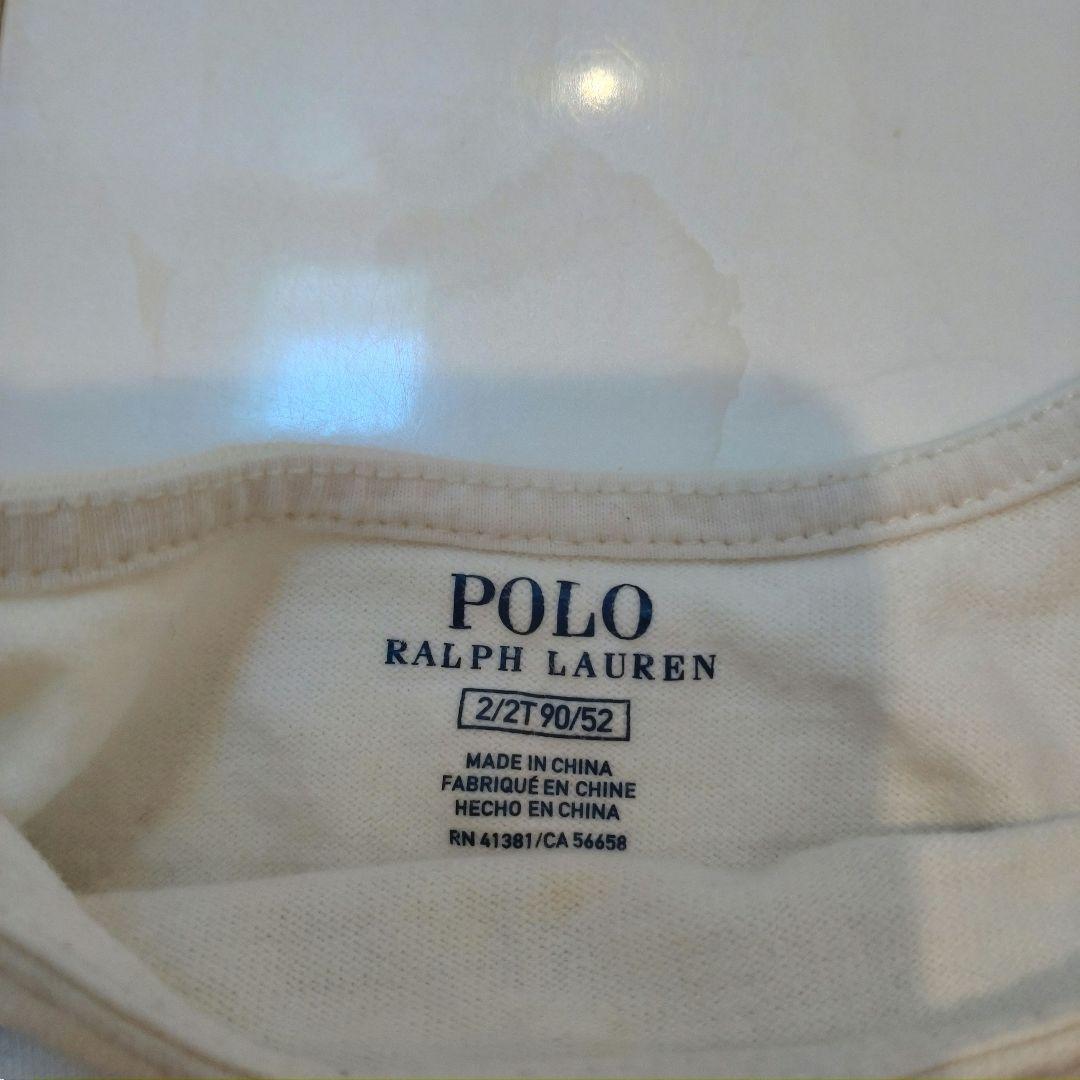 POLO
RALPH LAUREN
2/2T 90/52
MADE IN CHINA
FABRIQUÉ EN CHINE
HECHO EN CHINA
RN 41381/CA 56658